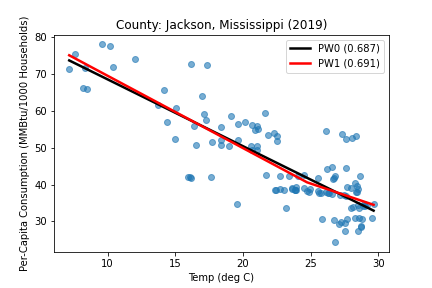 County: Jackson, Mississippi (2019)
PW0 (0.687)
PW1 (0.691)
Per-Capita Consumption (MMBtu/1000 Households)
80
70
60
50
40
30
10
15
20
25
30
Temp (deg C)